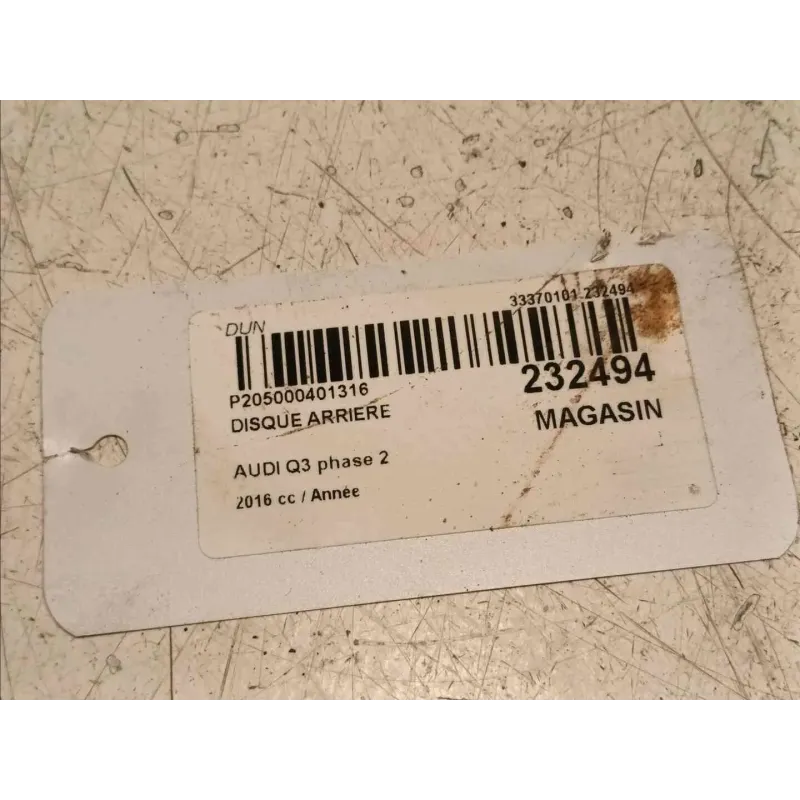 DUN
33370101 232494
P205000401316
232494
DISQUE ARRIERE
MAGASIN
AUDI Q3 phase 2
2016 cc / Année